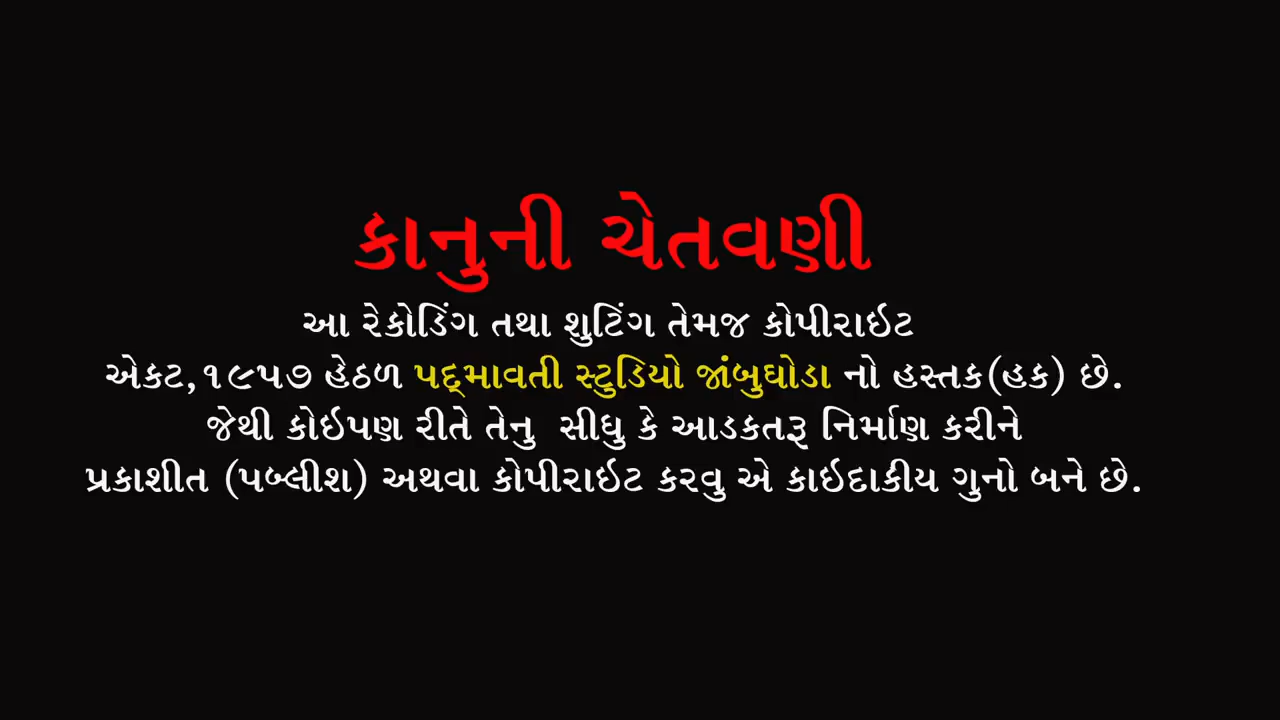 કાનુની ચેતવણી
આ રેકોડિંગ તથા શુટિંગ તેમજ કોપીરાઇટ
એકટ,૧૯૫૭ હેઠળ પદ્માવતી સ્ટુડિયો જાંબુઘોડા નો હસ્તક(હક) છે.
જેથી કોઇપણ રીતે તેનુ સીધુ કે આડકતરૂ નિર્માણ કરીને
પ્રકાશીત (પબ્લીશ) અથવા કોપીરાઇટ કરવુ એ કાઇદાકીય ગુનો બને છે.